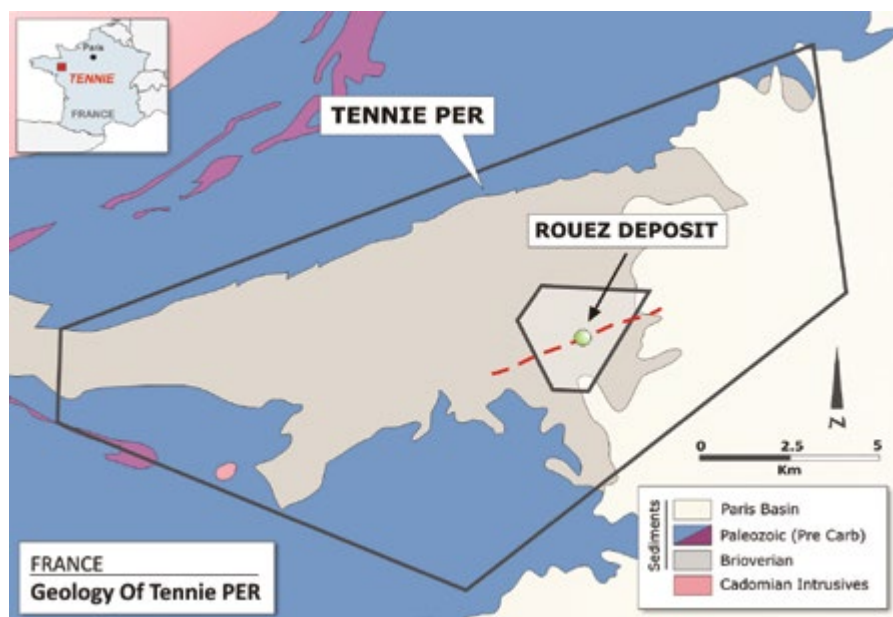 Paris
TENNIE
FRANCE
TENNIE PER
ROUEZ DEPOSIT
N
0 2.5 5
Km
Sediments
Paris Basin
Paleozoic (Pre Carb)
Brioverian
Cadomian Intrusives
FRANCE
Geology Of Tennie PER